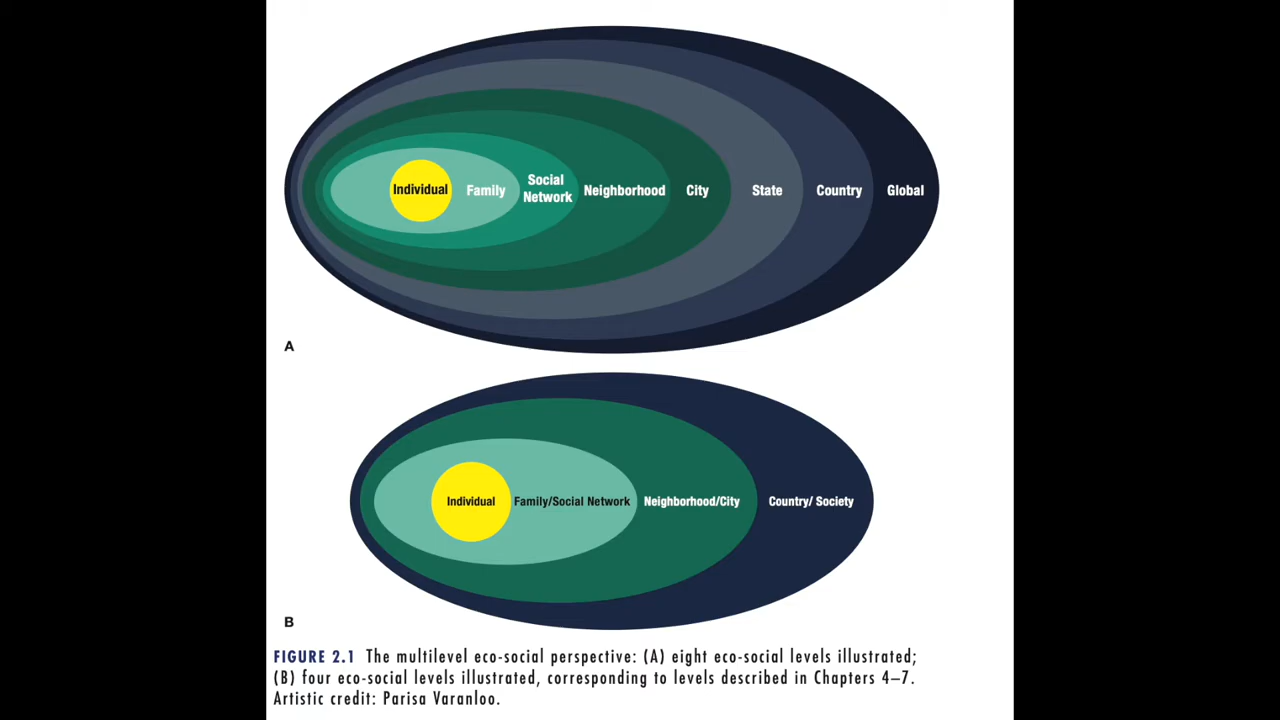 Individual
Family
Social
Network
Neighborhood
City
State
Country
Global
A
Individual
Family/Social Network
Neighborhood/City
Country/ Society
B
FIGURE 2.1 The multilevel eco-social perspective: (A) eight eco-social levels illustrated;
(B) four eco-social levels illustrated, corresponding to levels described in Chapters 4–7.
Artistic credit: Parisa Varanloo.